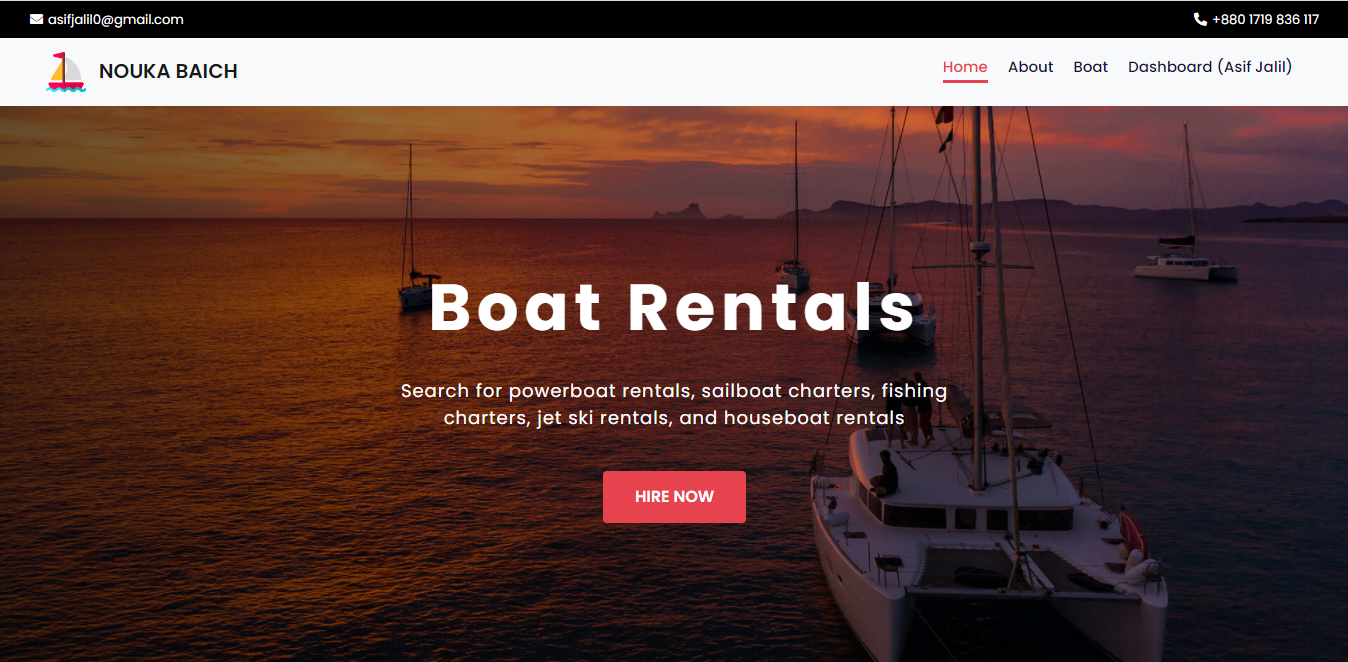 asifjalil0@gmail.com
+880 1719 836 117
NOUKA BAICH
Home
About
Boat
Dashboard (Asif Jalil)
Boat Rentals
Search for powerboat rentals, sailboat charters, fishing
charters, jet ski rentals, and houseboat rentals
HIRE NOW